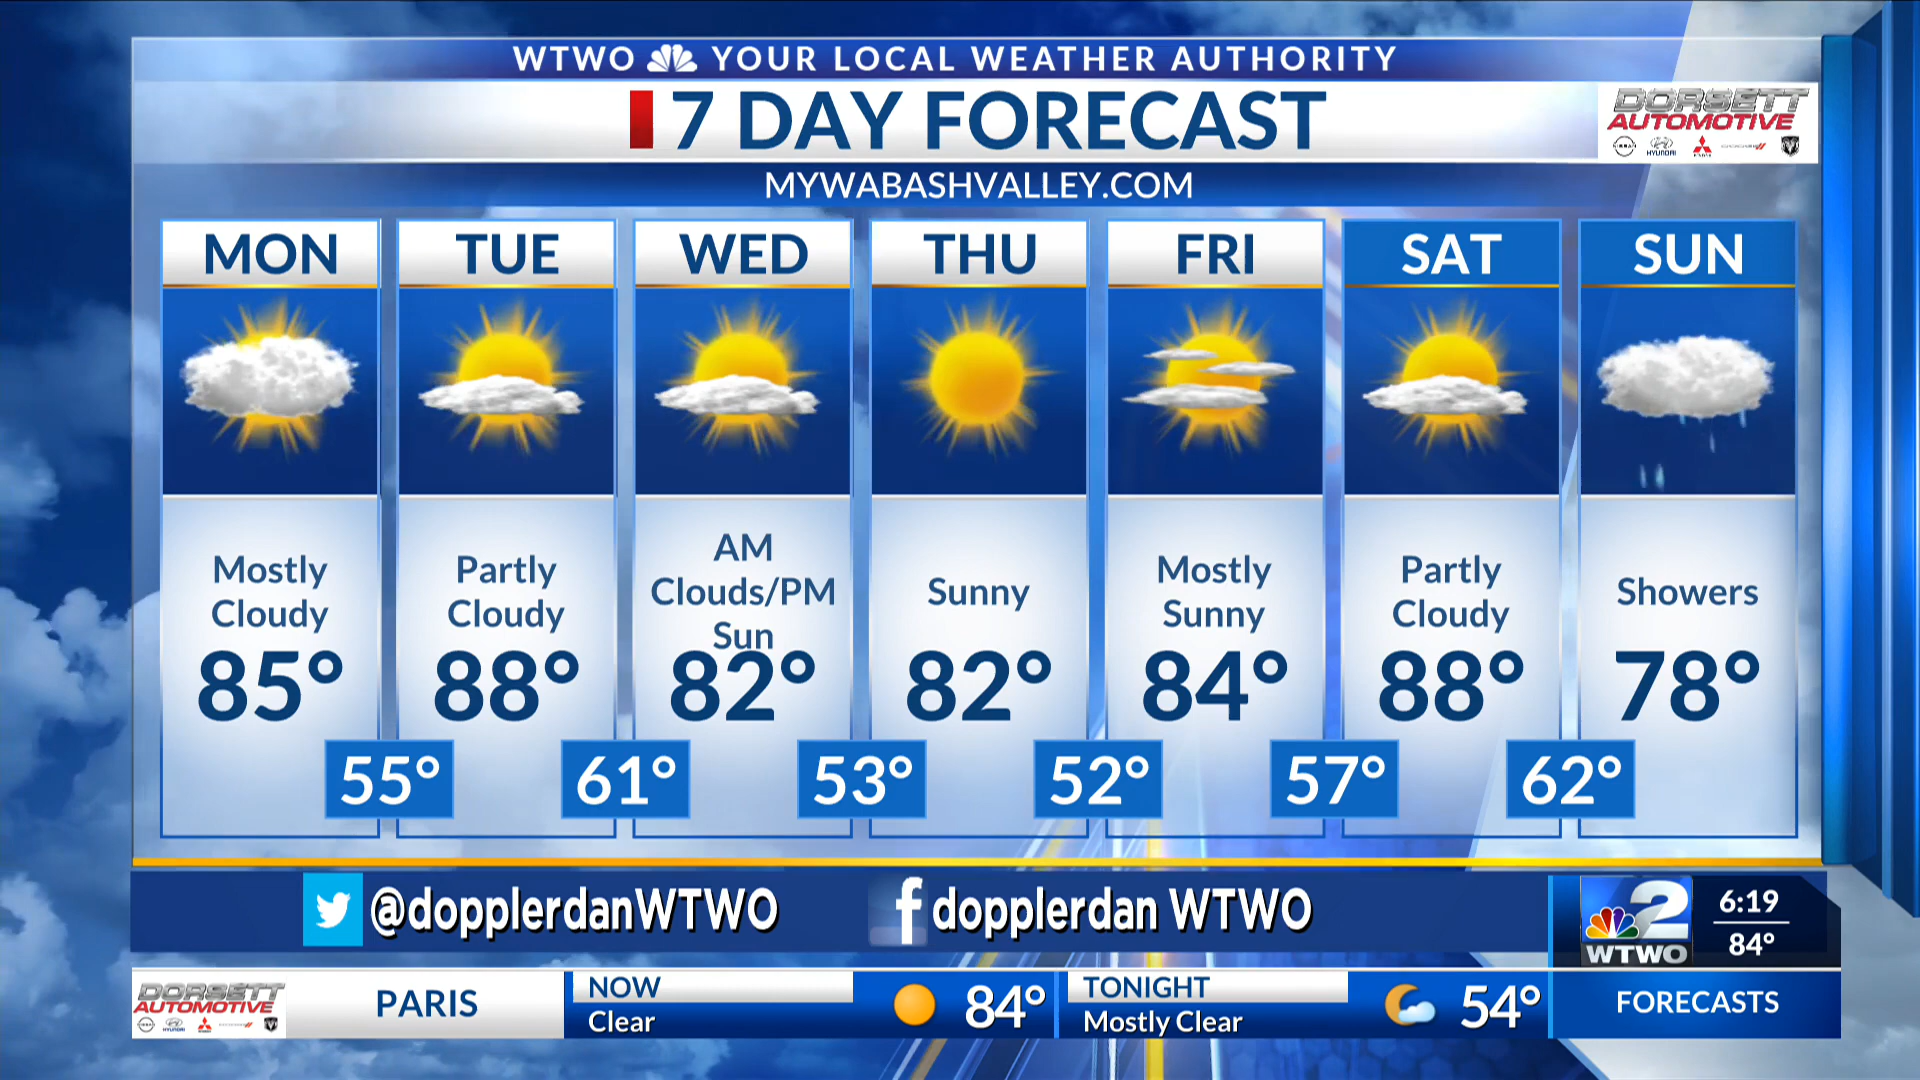 WTWO YOUR LOCAL WEATHER AUTHORITY
7 DAY FORECAST
DORSETT
AUTOMOTIVE
NISSAN HYUNDAI
MYWABASHVALLEY.COM
MON TUE WED THU FRI SAT SUN
Mostly
Cloudy
85°
Partly
Cloudy
88°
AM
Clouds/PM
Sun
82°
Sunny
82°
Mostly
Sunny
84°
Partly
Cloudy
88°
Showers
78°
55° 61° 53° 52° 57° 62°
@dopplerdanWTWO
f dopplerdan WTWO
2
WTWO
6:19
84°
DORSETT
AUTOMOTIVE
PARIS
NOW
Clear
84°
TONIGHT
Mostly Clear
54°
FORECASTS